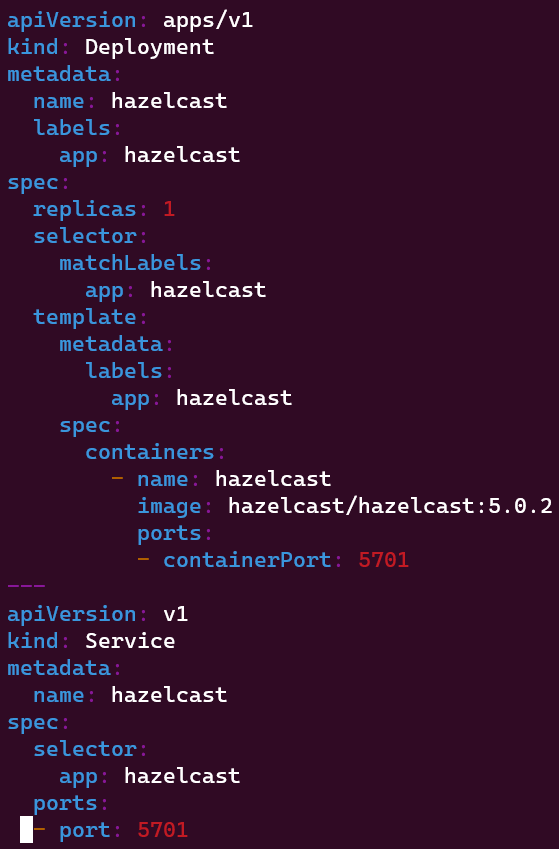 apiVersion: apps/v1
kind: Deployment
metadata:
  name: hazelcast
  labels:
    app: hazelcast
spec:
  replicas: 1
  selector:
    matchLabels:
      app: hazelcast
  template:
    metadata:
      labels:
        app: hazelcast
    spec:
      containers:
        - name: hazelcast
          image: hazelcast/hazelcast:5.0.2
          ports:
          - containerPort: 5701
---
apiVersion: v1
kind: Service
metadata:
  name: hazelcast
spec:
  selector:
    app: hazelcast
  ports:
  - port: 5701